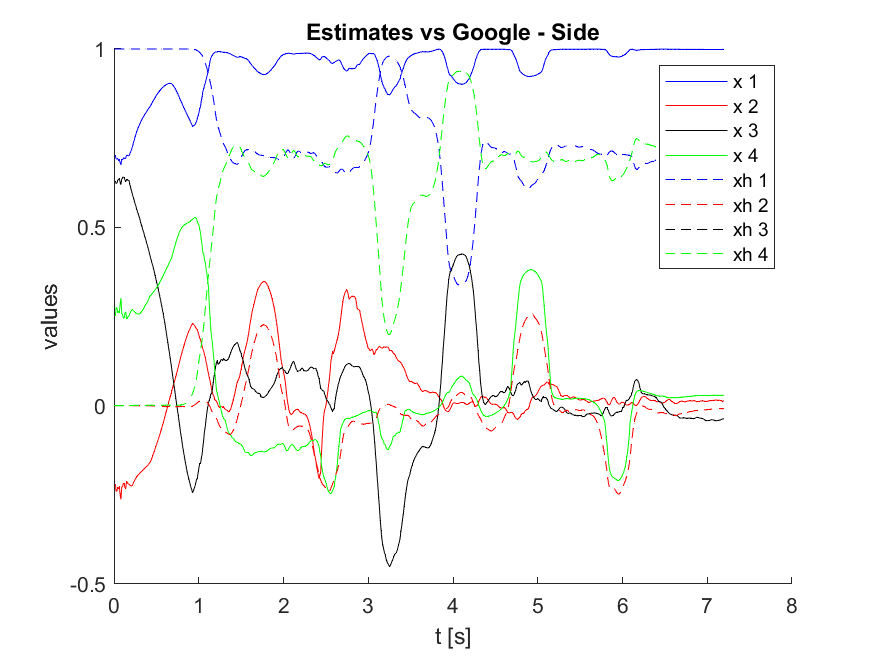 Estimates vs Google - Side
1
0.5
0
-0.5
values
0
1
2
3
4
5
6
7
8
t [s]
x 1
x 2
x 3
x 4
xh 1
xh 2
xh 3
xh 4